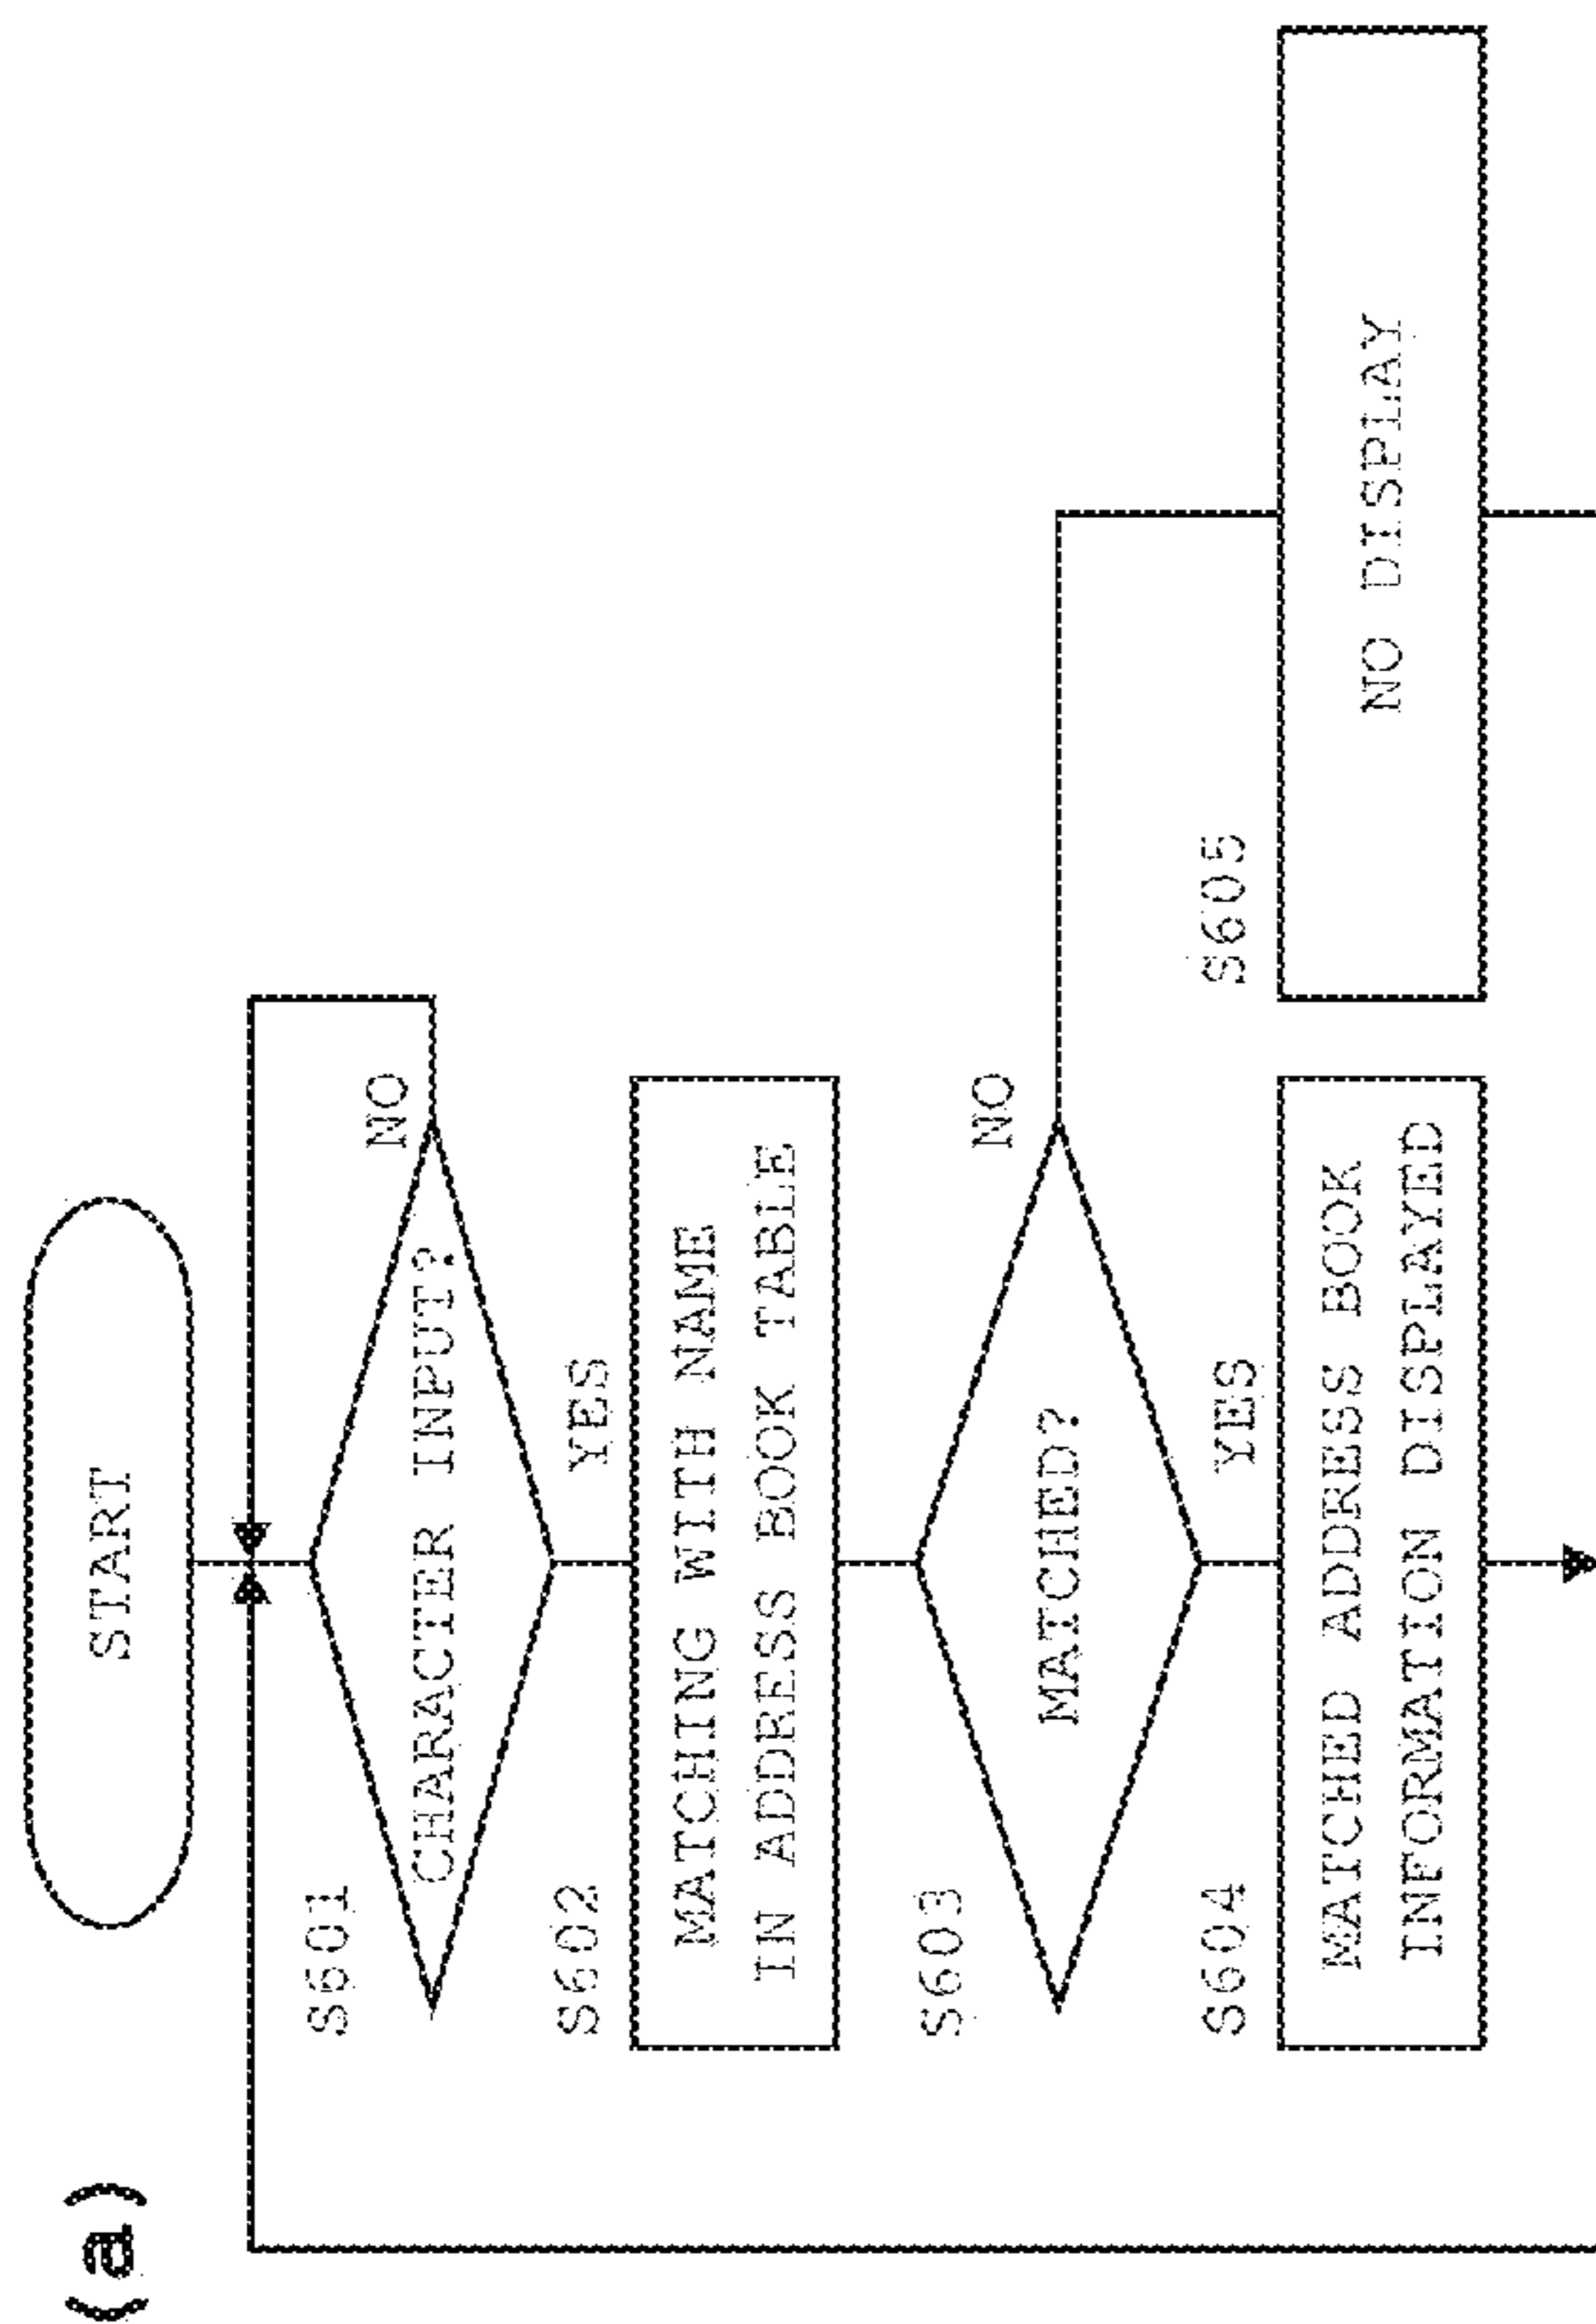 (a)
START
S601
CHARACTER INPUT?
NO
YES
S602
MATCHING WITH NAME
IN ADDRESS BOOK TABLE
S603
MATCHED?
NO
YES
S604
MATCHED ADDRESS BOOK
INFORMATION DISPLAYED
S605
NO DISPLAY